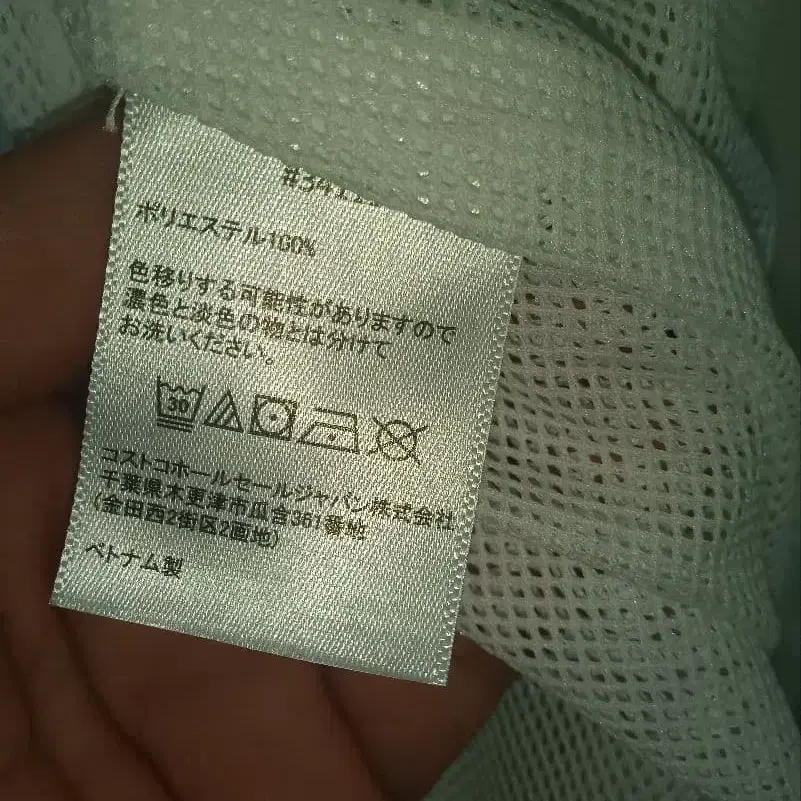 ポリエステル100%
色移りする可能性がありますので
濃色と淡色の物とは分けて
お洗いください。
30
コストコホールセールジャパン株式会社
千葉県木更津市瓜倉361番地
(金田西2街区2画地)
ベトナム製